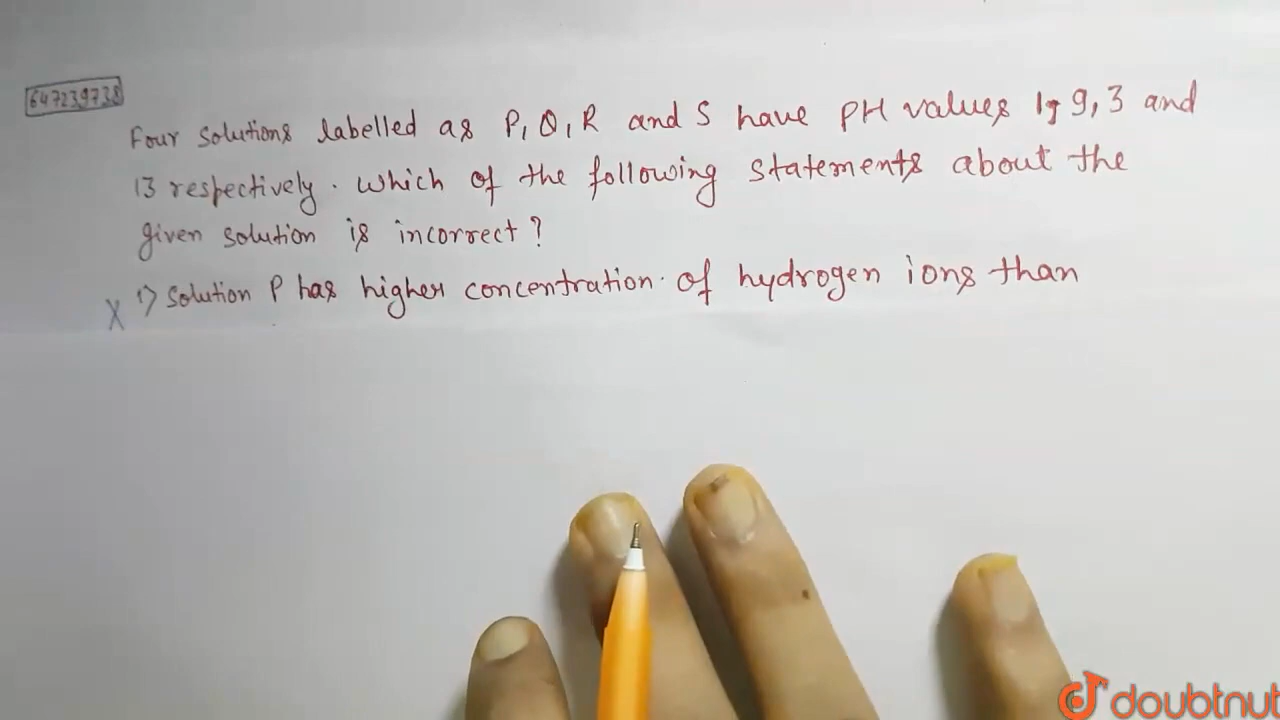 647239738
Four solutions labelled as P, Q, R and S have PH values 1, 9, 3 and
13 respectively. which of the following statements about the
given solution is incorrect?
X 1) solution P has higher concentration of hydrogen ions than
doubtnut